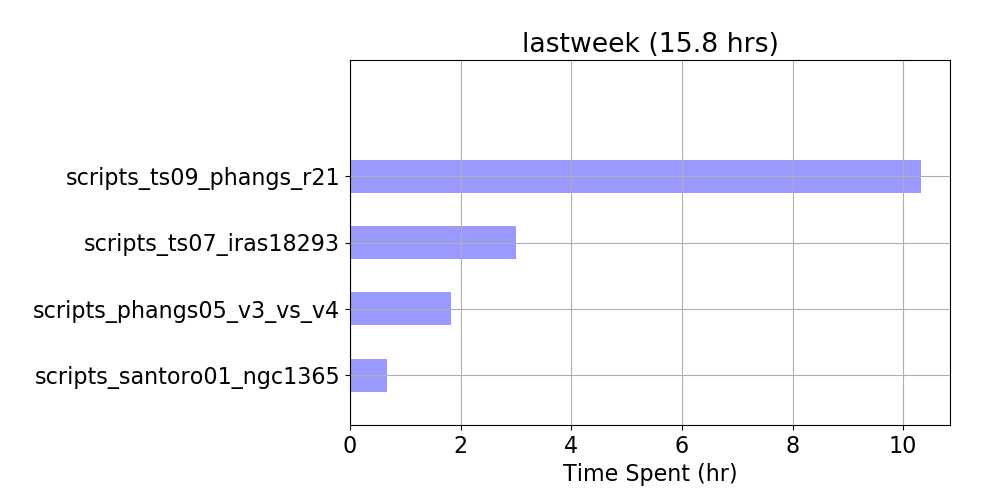 lastweek (15.8 hrs)
scripts_ts09_phangs_r21
scripts_ts07_iras18293
scripts_phangs05_v3_vs_v4
scripts_santoro01_ngc1365
0 2 4 6 8 10
Time Spent (hr)